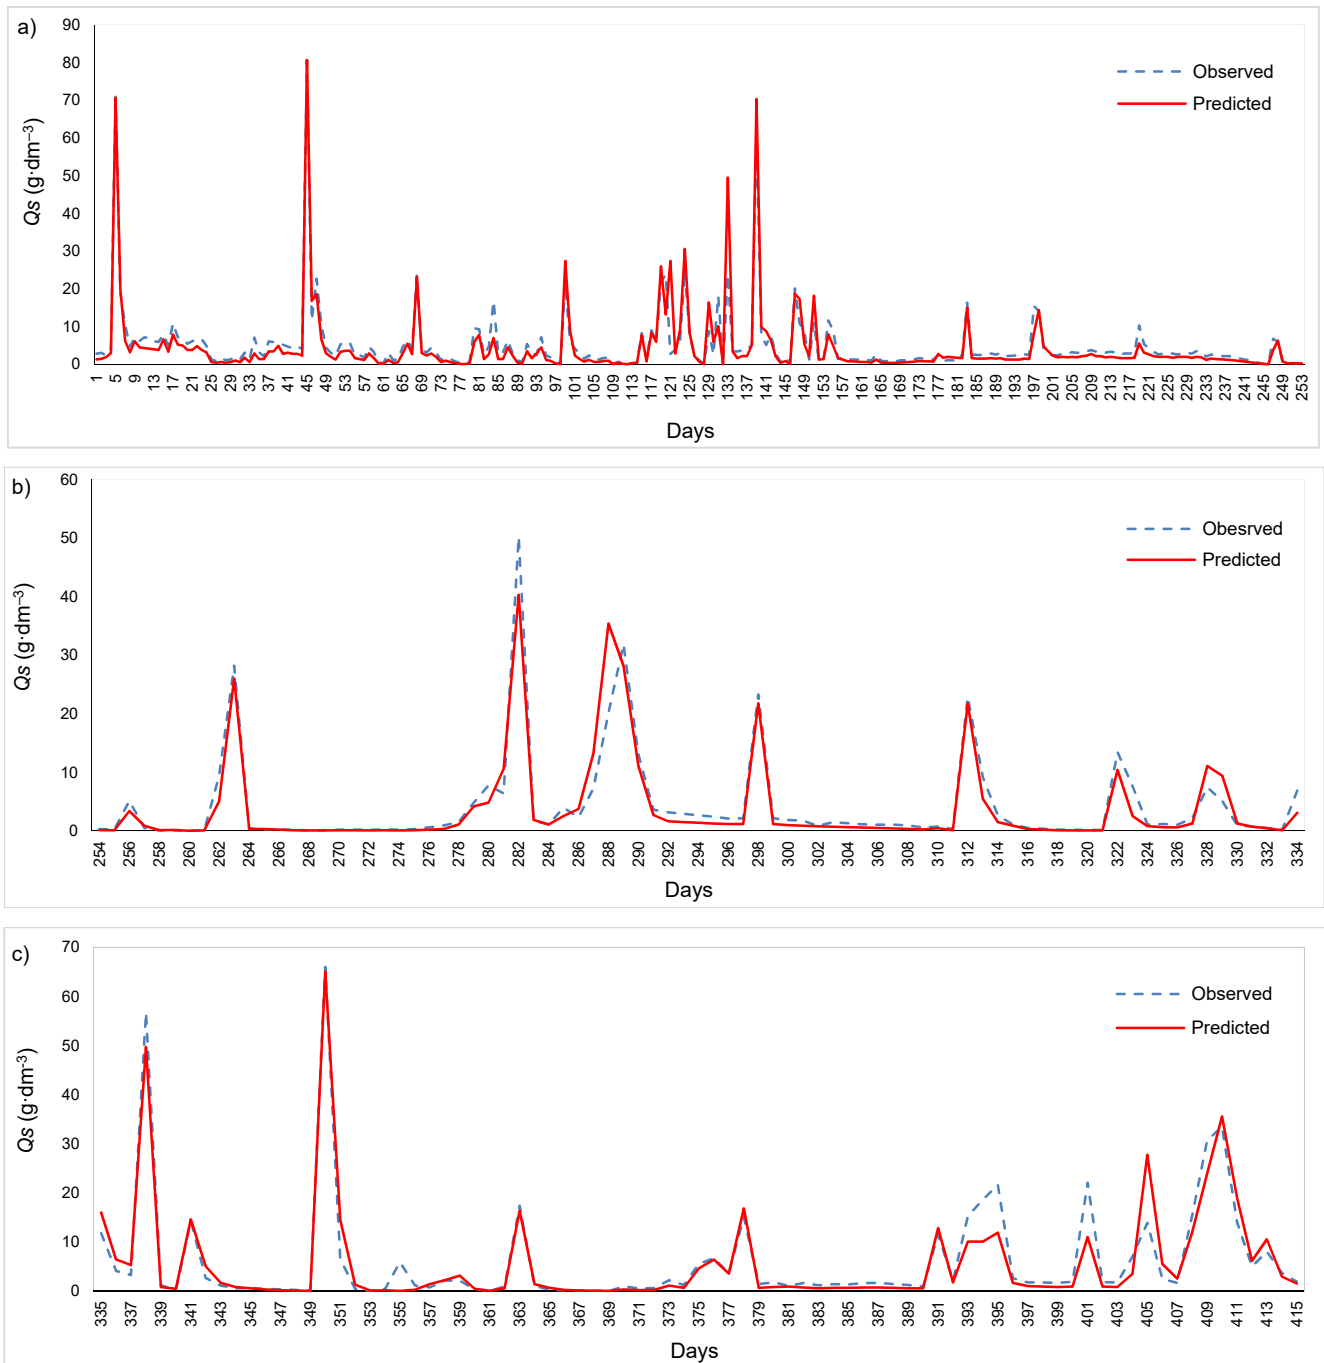 a)
90
80
70
60
50
40
30
20
10
0
Qs (g·dm–3)
Observed
Predicted
1 5 9 13 17 21 25 29 33 37 41 45 49 53 57 61 65 69 73 77 81 85 89 93 97 101 105 109 113 117 121 125 129 133 137 141 145 149 153 157 161 165 169 173 177 181 185 189 193 197 201 205 209 213 217 221 225 229 233 237 241 245 249 253
Days
b)
60
50
40
30
20
10
0
Qs (g·dm–3)
Obesrved
Predicted
254 256 258 260 262 264 266 268 270 272 274 276 278 280 282 284 286 288 290 292 294 296 298 300 302 304 306 308 310 312 314 316 318 320 322 324 326 328 330 332 334
Days
c)
70
60
50
40
30
20
10
0
Qs (g·dm-3)
Observed
Predicted
335 337 339 341 343 345 347 349 351 353 355 357 359 361 363 365 367 369 371 373 375 377 379 381 383 385 387 389 391 393 395 397 399 401 403 405 407 409 411 413 415
Days